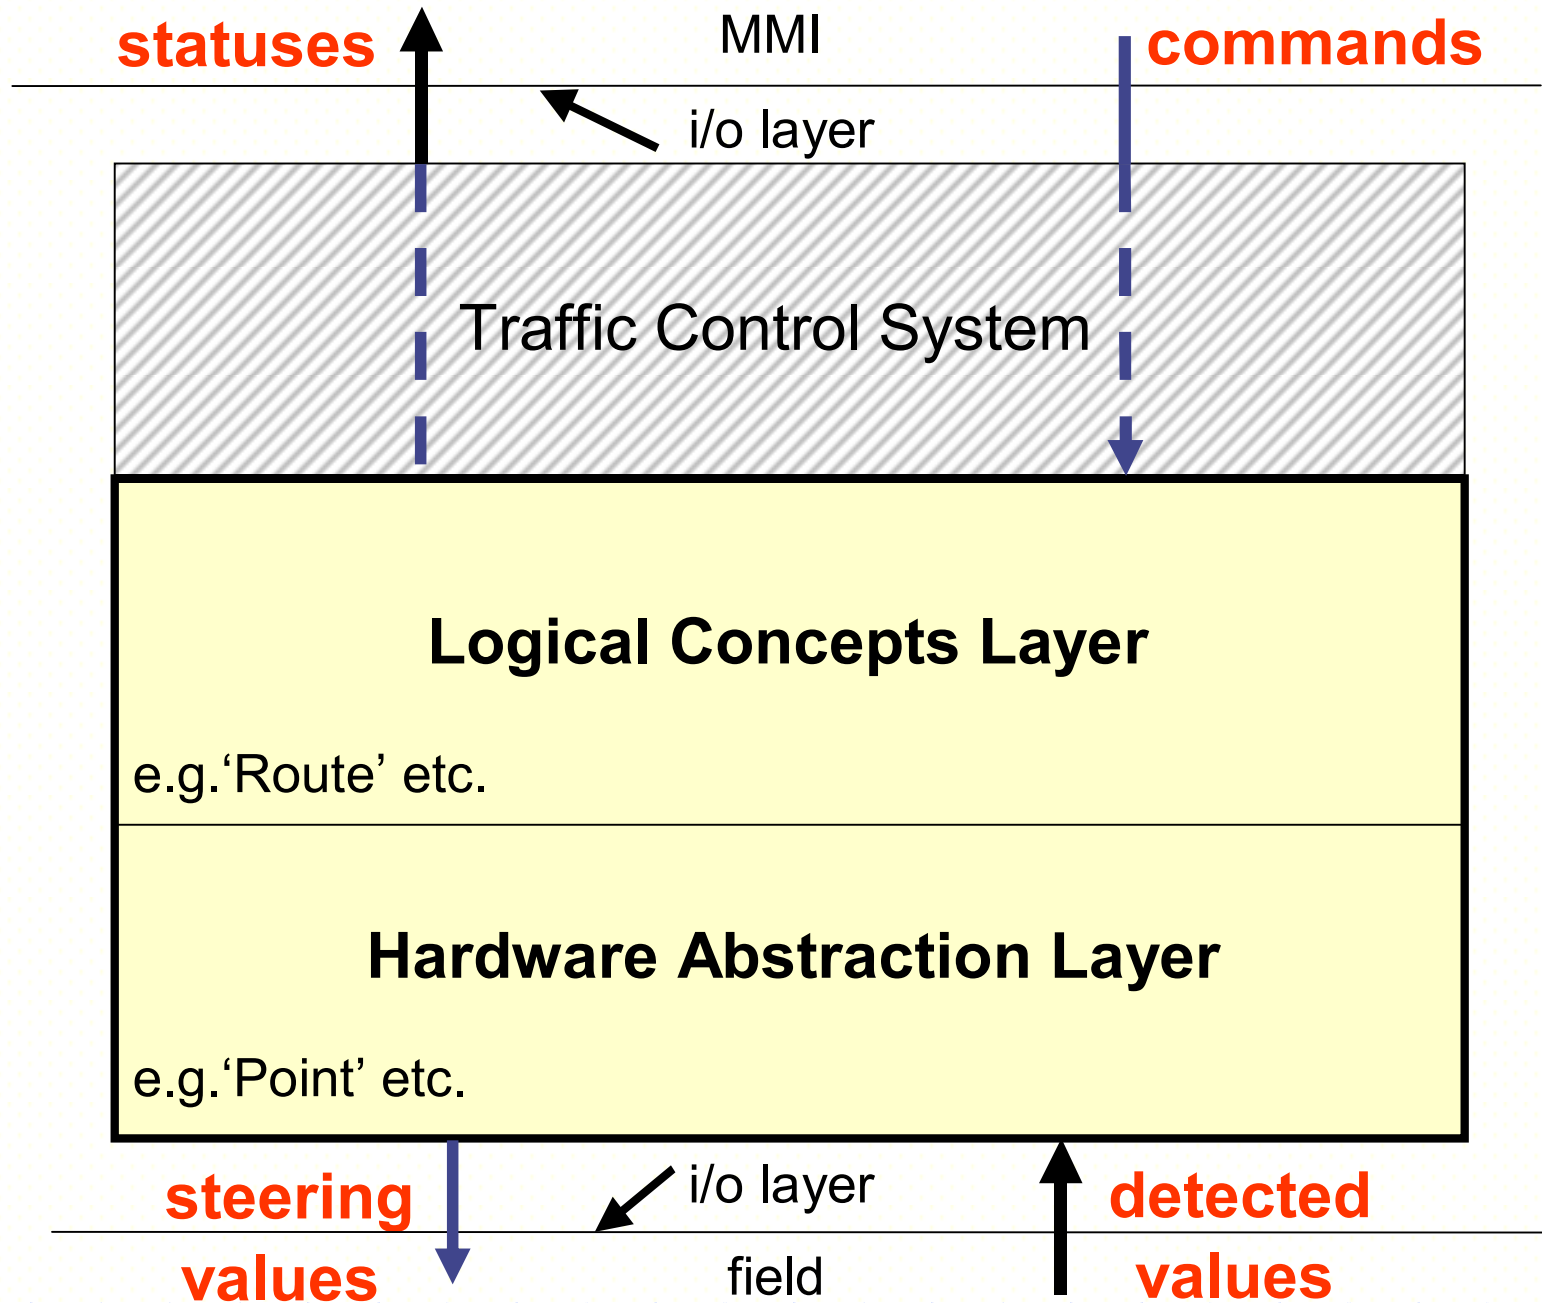 statuses
MMI
commands
i/o layer
Traffic Control System
Logical Concepts Layer
e.g.‘Route’ etc.
Hardware Abstraction Layer
e.g.‘Point’ etc.
steering
values
i/o layer
field
detected
values